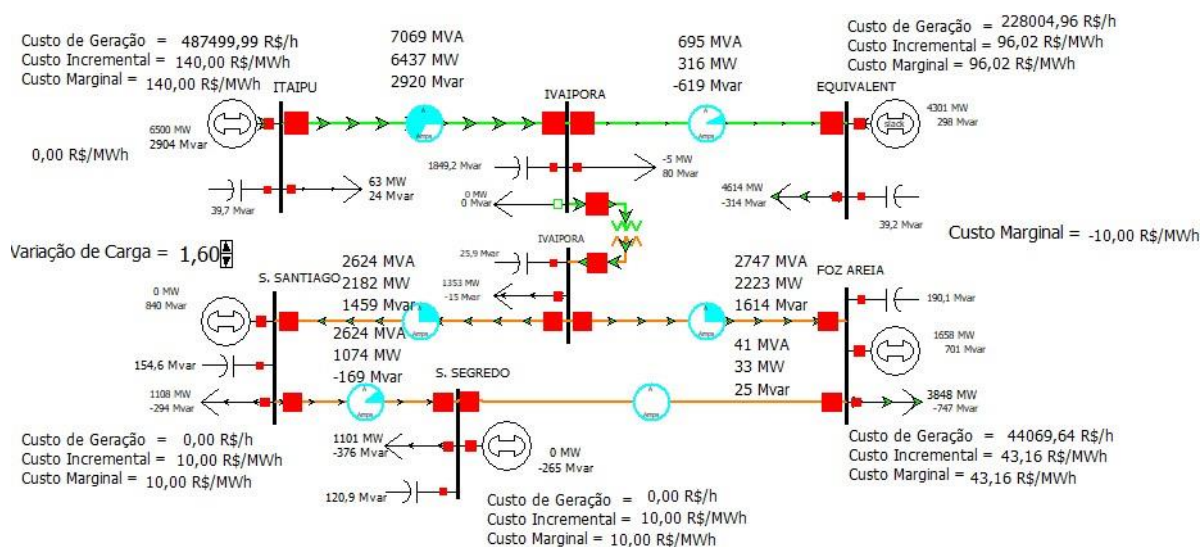 Custo de Geração = 487499,99 R$/h
Custo Incremental = 140,00 R$/MWh
Custo Marginal = 140,00 R$/MWh
ITAIPU
7069 MVA
6437 MW
2920 Mvar
A
Amps
IVAIPORA
695 MVA
316 MW
-619 Mvar
A
Amps
Custo de Geração = 228004,96 R$/h
Custo Incremental = 96,02 R$/MWh
Custo Marginal = 96,02 R$/MWh
EQUIVALENT
slack
4301 MW
298 Mvar
6500 MW
2904 Mvar
0,00 R$/MWh
39,7 Mvar
63 MW
24 Mvar
1849,2 Mvar
-5 MW
80 Mvar
0 MW
0 Mvar
4614 MW
-314 Mvar
39,2 Mvar
Custo Marginal = -10,00 R$/MWh
Variação de Carga = 1,60
S. SANTIAGO
0 MW
840 Mvar
154,6 Mvar
1108 MW
-294 Mvar
2624 MVA
2182 MW
1459 Mvar
A
Amps
2624 MVA
1074 MW
-169 Mvar
A
Amps
IVAIPORA
25,9 Mvar
1353 MW
-15 Mvar
2747 MVA
2223 MW
1614 Mvar
A
Amps
41 MVA
33 MW
25 Mvar
A
Amps
FOZ AREIA
190,1 Mvar
1658 MW
701 Mvar
3848 MW
-747 Mvar
S. SEGREDO
1101 MW
-376 Mvar
0 MW
-265 Mvar
120,9 Mvar
Custo de Geração = 0,00 R$/h
Custo Incremental = 10,00 R$/MWh
Custo Marginal = 10,00 R$/MWh
Custo de Geração = 0,00 R$/h
Custo Incremental = 10,00 R$/MWh
Custo Marginal = 10,00 R$/MWh
Custo de Geração = 44069,64 R$/h
Custo Incremental = 43,16 R$/MWh
Custo Marginal = 43,16 R$/MWh